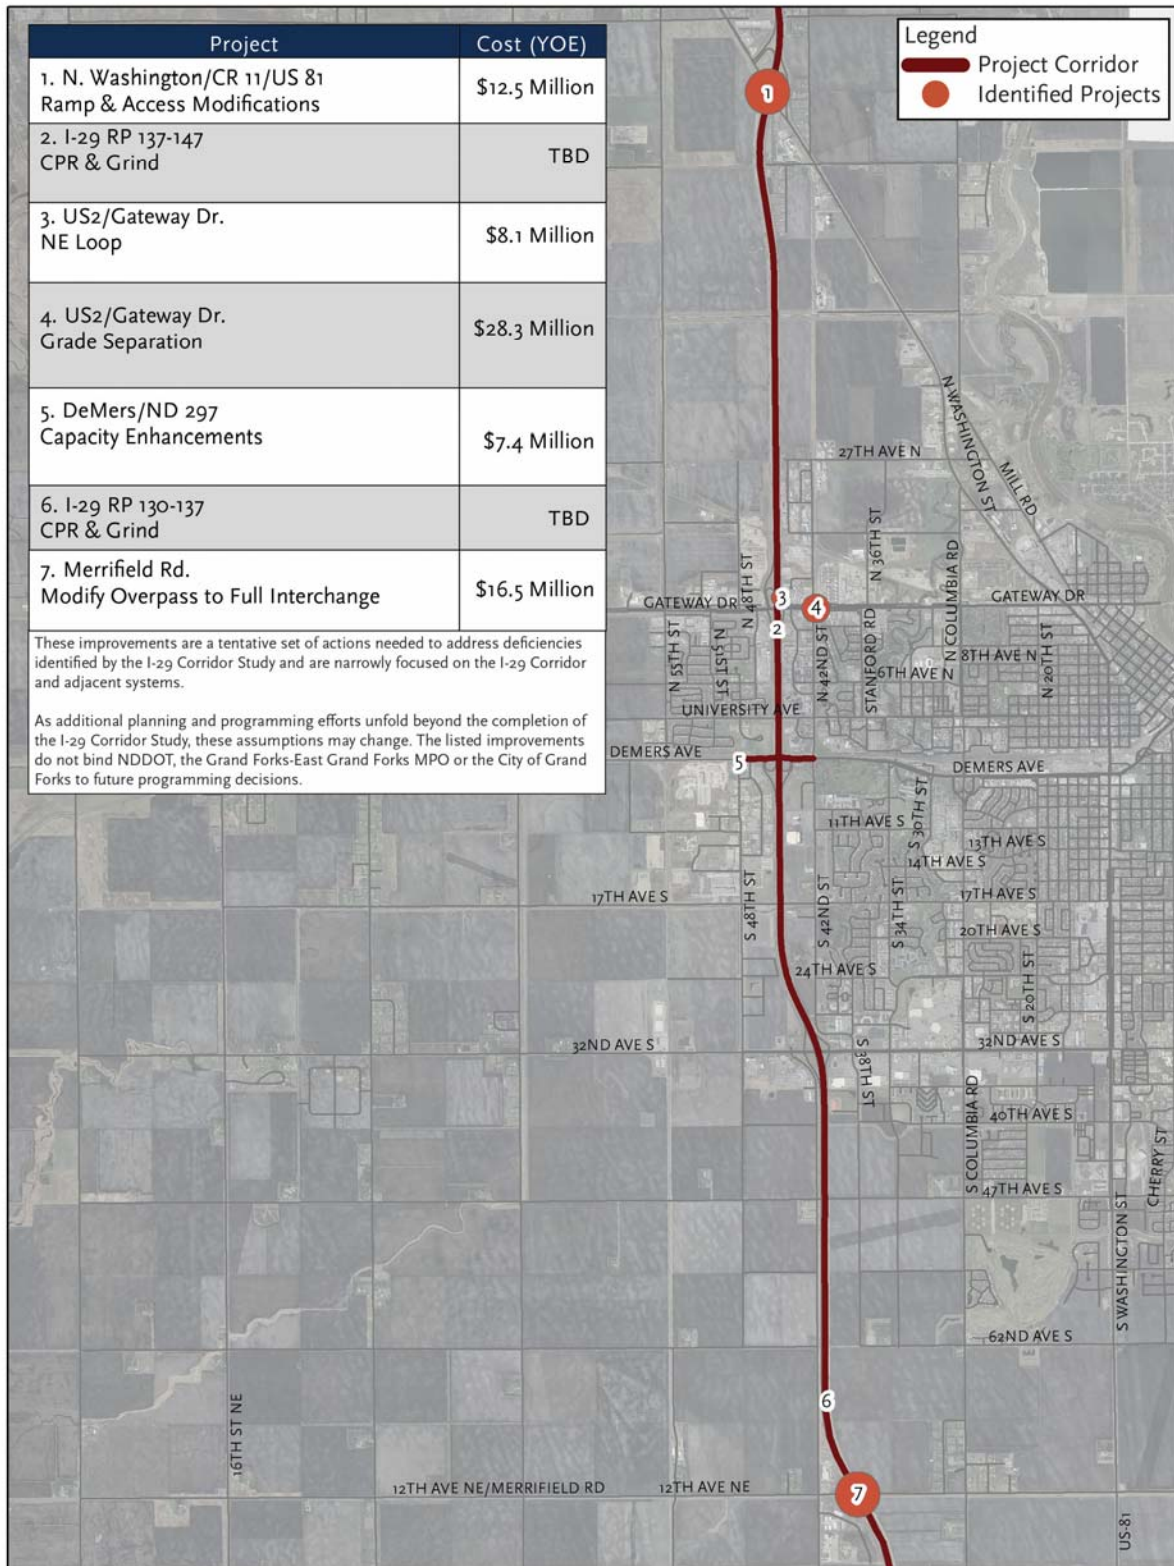 Project Cost (YOE)
1. N. Washington/CR 11/US 81
Ramp & Access Modifications
$12.5 Million
2. I-29 RP 137-147
CPR & Grind
TBD
3. US2/Gateway Dr.
NE Loop
$8.1 Million
4. US2/Gateway Dr.
Grade Separation
$28.3 Million
5. DeMers/ND 297
Capacity Enhancements
$7.4 Million
6. I-29 RP 130-137
CPR & Grind
TBD
7. Merrifield Rd.
Modify Overpass to Full Interchange
$16.5 Million
These improvements are a tentative set of actions needed to address deficiencies
identified by the I-29 Corridor Study and are narrowly focused on the I-29 Corridor
and adjacent systems.
As additional planning and programming efforts unfold beyond the completion of
the I-29 Corridor Study, these assumptions may change. The listed improvements
do not bind NDDOT, the Grand Forks-East Grand Forks MPO or the City of Grand
Forks to future programming decisions.
Legend
Project Corridor
Identified Projects
1
N WASHINGTON ST
MILL RD
27TH AVE N
N 36TH ST
N COLUMBIA RD
N 48TH ST
GATEWAY DR
3
4
GATEWAY DR
2
N 55TH ST
N 51ST ST
N 42ND ST
STANFORD RD
8TH AVE N
6TH AVE N
N 20TH ST
UNIVERSITY AVE
DEMERS AVE
5
DEMERS AVE
11TH AVE S
S 30TH ST
13TH AVE S
14TH AVE S
17TH AVE S
S 48TH ST
S 42ND ST
S 34TH ST
17TH AVE S
20TH AVE S
24TH AVE S
S 20TH ST
32ND AVE S
S 38TH ST
32ND AVE S
S COLUMBIA RD
40TH AVE S
CHERRY ST
47TH AVE S
S WASHINGTON ST
62ND AVE S
6
16TH ST NE
12TH AVE NE/MERRIFIELD RD
12TH AVE NE
7
US-81